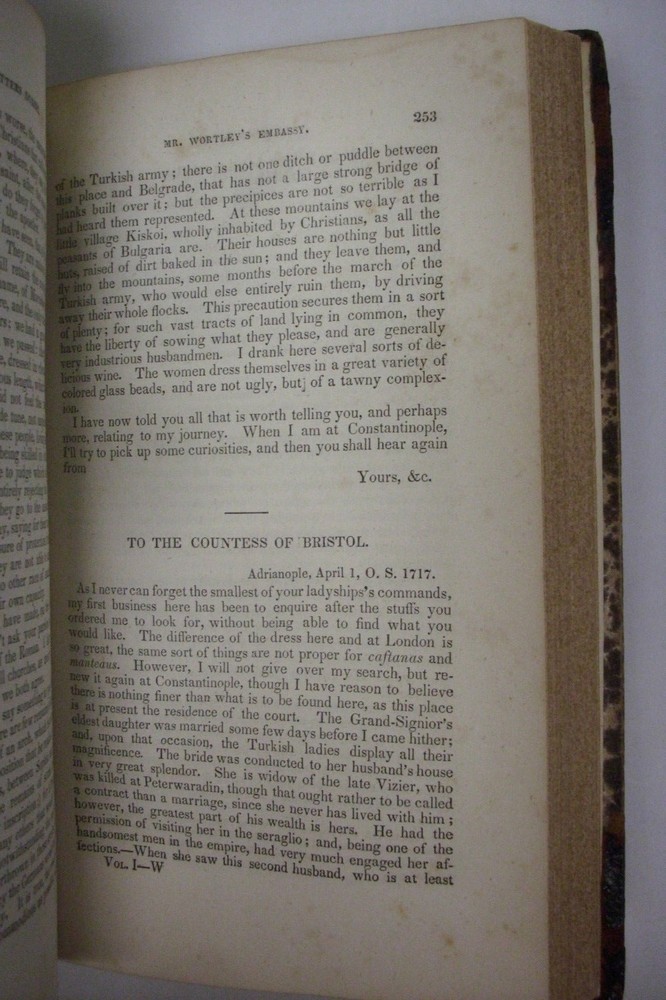 MR. WORTLEY'S EMBASSY. 253
of the Turkish army; there is not one ditch or puddle between
this place and Belgrade, that has not a large strong bridge of
planks built over it; but the precipices are not so terrible as I
had heard them represented. At these mountains we lay at the
little village Kiskoi, wholly inhabited by Christians, as all the
peasants of Bulgaria are. Their houses are nothing but little
huts, raised of dirt baked in the sun; and they leave them, and
fly into the mountains, some months before the march of the
Turkish army, who would else entirely ruin them, by driving
away their whole flocks. This precaution secures them in a sort
of plenty; for such vast tracts of land lying in common, they
have the liberty of sowing what they please, and are generally
very industrious husbandmen. I drank here several sorts of de-
licious wine. The women dress themselves in a great variety of
colored glass beads, and are not ugly, but of a tawny complex-
ion.
I have now told you all that is worth telling you, and perhaps
more, relating to my journey. When I am at Constantinople,
I'll try to pick up some curiosities, and then you shall hear again
from
Yours, &c.
TO THE COUNTESS OF BRISTOL.
Adrianople, April 1, O. S. 1717.
As I never can forget the smallest of your ladyships's commands,
my first business here has been to enquire after the stuffs you
ordered me to look for, without being able to find what you
would like. The difference of the dress here and at London is
so great, the same sort of things are not proper for caftanas and
manteaus. However, I will not give over my search, but re-
new it again at Constantinople, though I have reason to believe
there is nothing finer than what is to be found here, as this place
is at present the residence of the court. The Grand-Signior's
eldest daughter was married some few days before I came hither;
and, upon that occasion, the Turkish ladies display all their
magnificence. The bride was conducted to her husband's house
in very great splendor. She is widow of the late Vizier, who
was killed at Peterwaradin, though that ought rather to be called
a contract than a marriage, since she never has lived with him;
however, the greatest part of his wealth is hers. He had the
permission of visiting her in the seraglio; and, being one of the
handsomest men in the empire, had very much engaged her af-
fections.—When she saw this second husband, who is at least
VOL. I—W